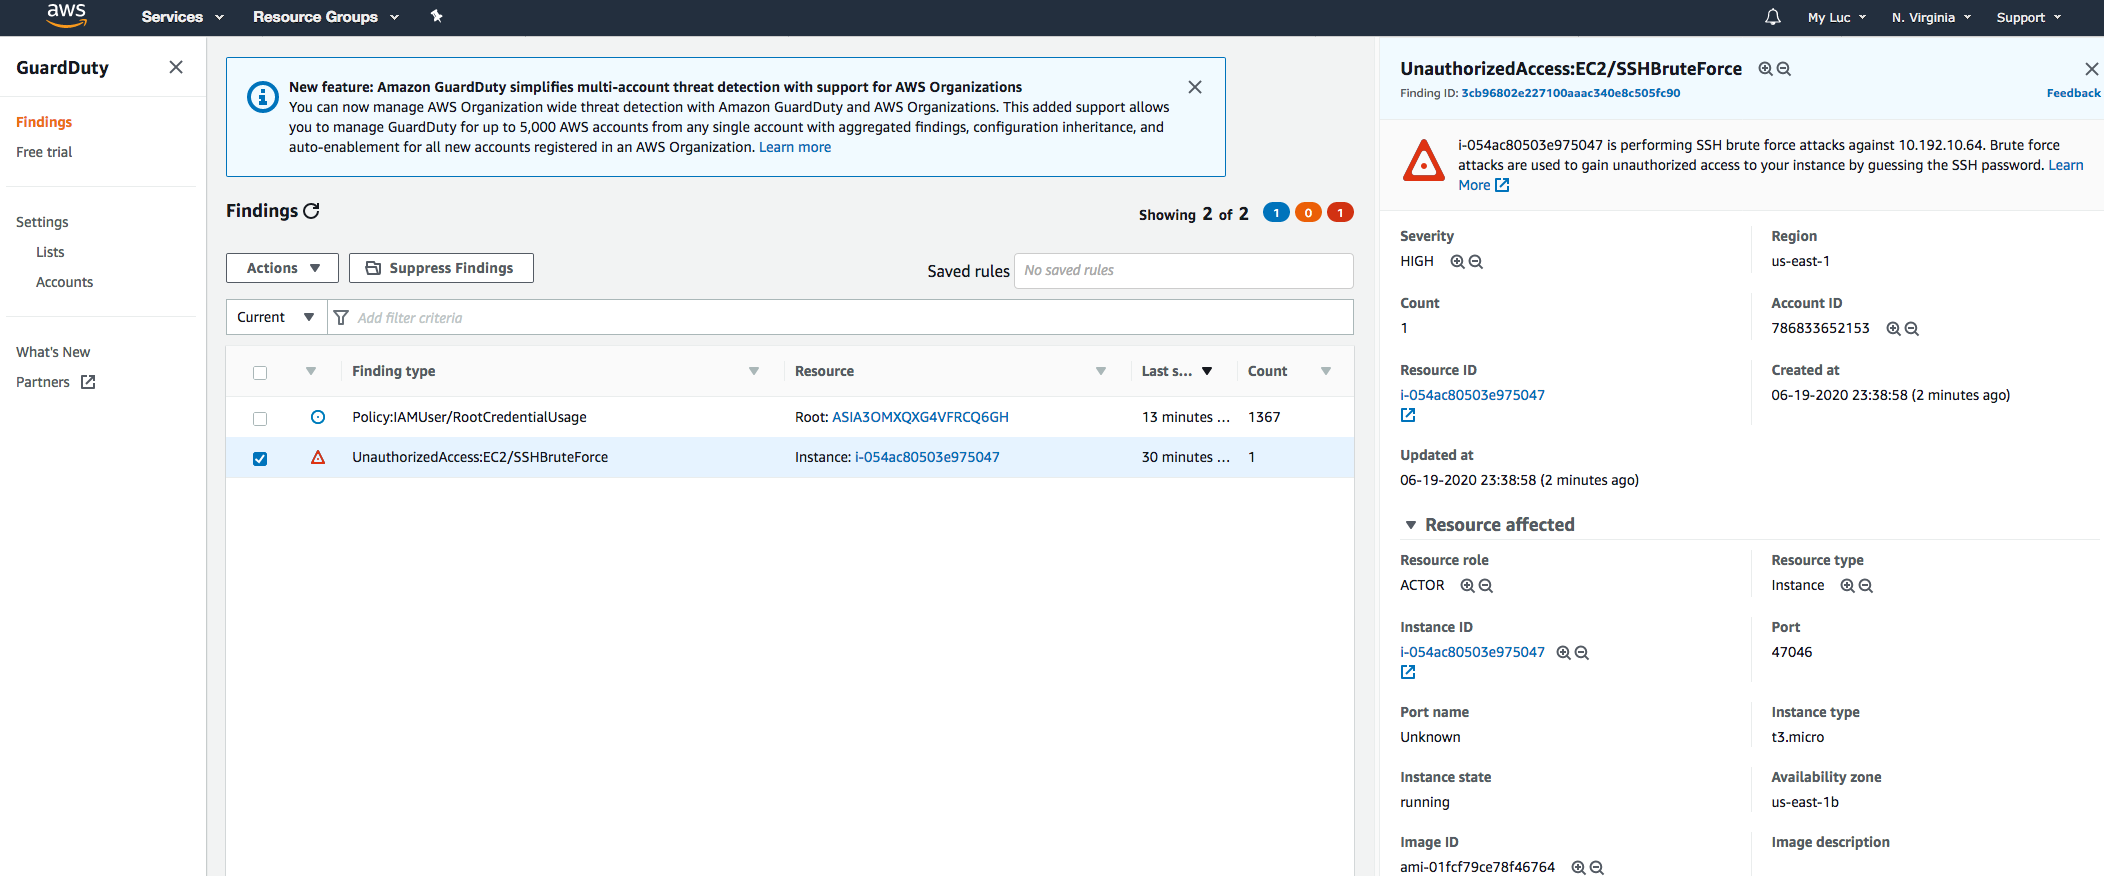 aws
Services
Resource Groups
My Luc
N. Virginia
Support
GuardDuty
Findings
Free trial
Settings
Lists
Accounts
What's New
Partners
New feature: Amazon GuardDuty simplifies multi-account threat detection with support for AWS Organizations
You can now manage AWS Organization wide threat detection with Amazon GuardDuty and AWS Organizations. This added support allows
you to manage GuardDuty for up to 5,000 AWS accounts from any single account with aggregated findings, configuration inheritance, and
auto-enablement for all new accounts registered in an AWS Organization. Learn more
Findings
Showing 2 of 2 1 0 1
Actions
Suppress Findings
Saved rules No saved rules
Current Add filter criteria
Finding type Resource Last s... Count
Policy:IAMUser/RootCredentialUsage Root: ASIA3OMXQXG4VFRCQ6GH 13 minutes ... 1367
UnauthorizedAccess:EC2/SSHBruteForce Instance: i-054ac80503e975047 30 minutes ... 1
UnauthorizedAccess:EC2/SSHBruteForce
Finding ID: 3cb96802e227100aaac340e8c505fc90
Feedback
i-054ac80503e975047 is performing SSH brute force attacks against 10.192.10.64. Brute force
attacks are used to gain unauthorized access to your instance by guessing the SSH password. Learn
More
Severity Region
HIGH us-east-1
Count Account ID
1 786833652153
Resource ID Created at
i-054ac80503e975047 06-19-2020 23:38:58 (2 minutes ago)
Updated at
06-19-2020 23:38:58 (2 minutes ago)
Resource affected
Resource role Resource type
ACTOR Instance
Instance ID Port
i-054ac80503e975047 47046
Port name Instance type
Unknown t3.micro
Instance state Availability zone
running us-east-1b
Image ID Image description
ami-01fcf79ce78f46764